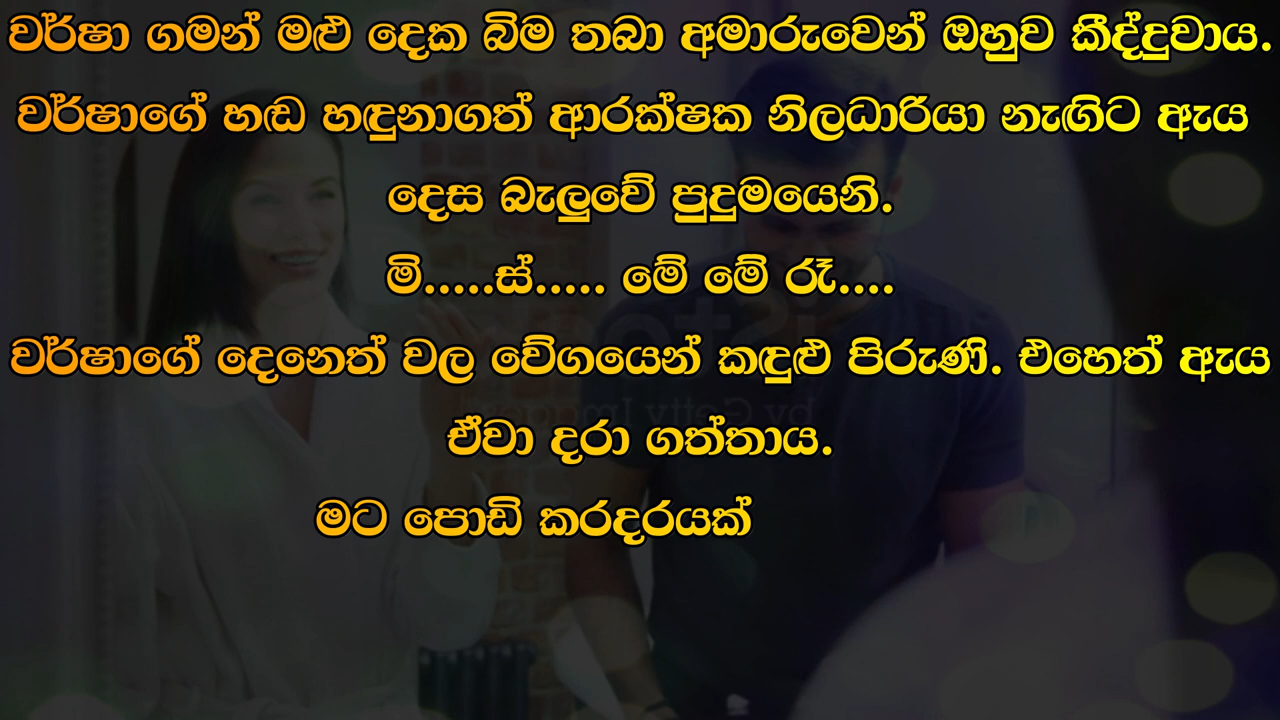 වර්ෂා ගමන් මළු දෙක බිම තබා අමාරුවෙන් ඔහුව කීද්දුවාය.
වර්ෂාගේ හඬ හඳුනාගත් ආරක්ෂක නිලධාරියා නැඟිට ඇය
දෙස බැලුවේ පුදුමයෙනි.
මි.....ස්..... මේ මේ රෑ....
වර්ෂාගේ දෙනෙත් වල වේගයෙන් කඳුළු පිරුණි. එහෙත් ඇය
ඒවා දරා ගත්තාය.
මට පොඩි කරදරයක්